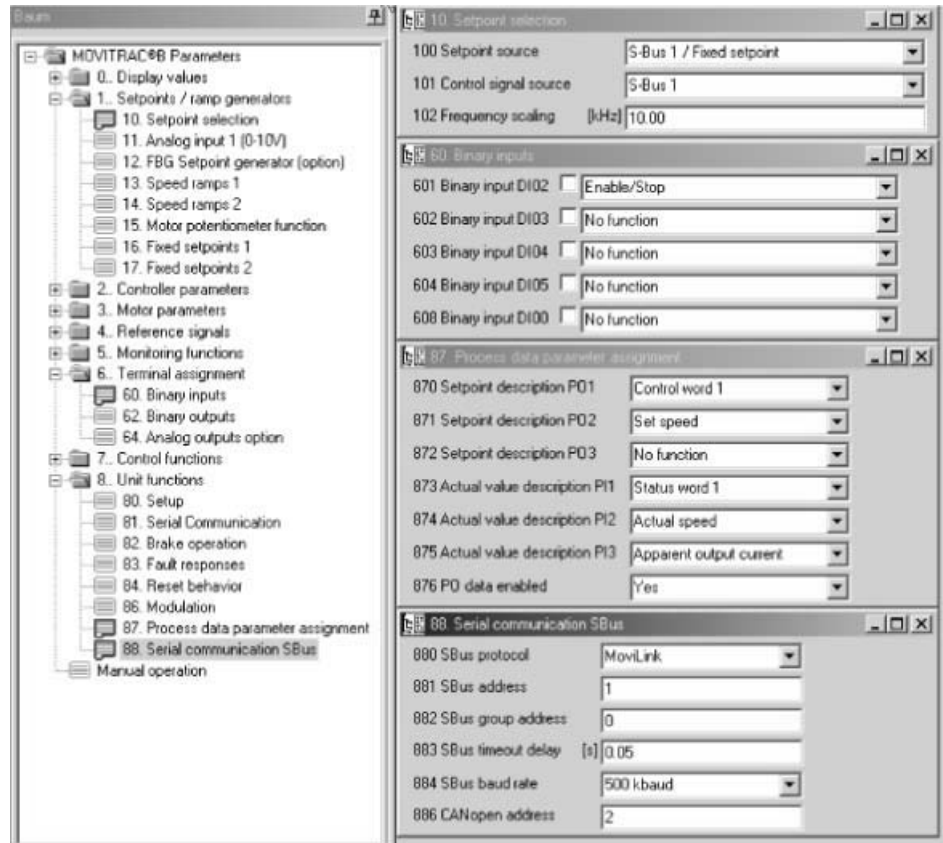 Baum
MOVITRAC®B Parameters
0.. Display values
1.. Setpoints / ramp generators
10. Setpoint selection
11. Analog input 1 (0-10V)
12. FBG Setpoint generator (option)
13. Speed ramps 1
14. Speed ramps 2
15. Motor potentiometer function
16. Fixed setpoints 1
17. Fixed setpoints 2
2.. Controller parameters
3.. Motor parameters
4.. Reference signals
5.. Monitoring functions
6.. Terminal assignment
60. Binary inputs
62. Binary outputs
64. Analog outputs option
7.. Control functions
8.. Unit functions
80. Setup
81. Serial Communication
82. Brake operation
83. Fault responses
84. Reset behavior
86. Modulation
87. Process data parameter assignment
88. Serial communication SBus
Manual operation
10. Setpoint selection
100 Setpoint source S-Bus 1 / Fixed setpoint
101 Control signal source S-Bus 1
102 Frequency scaling [kHz] 10.00
60. Binary inputs
601 Binary input DI02 Enable/Stop
602 Binary input DI03 No function
603 Binary input DI04 No function
604 Binary input DI05 No function
608 Binary input DI00 No function
87. Process data parameter assignment
870 Setpoint description PO1 Control word 1
871 Setpoint description PO2 Set speed
872 Setpoint description PO3 No function
873 Actual value description PI1 Status word 1
874 Actual value description PI2 Actual speed
875 Actual value description PI3 Apparent output current
876 PO data enabled Yes
88. Serial communication SBus
880 SBus protocol MoviLink
881 SBus address 1
882 SBus group address 0
883 SBus timeout delay [s] 0.05
884 SBus baud rate 500 kbaud
886 CANopen address 2